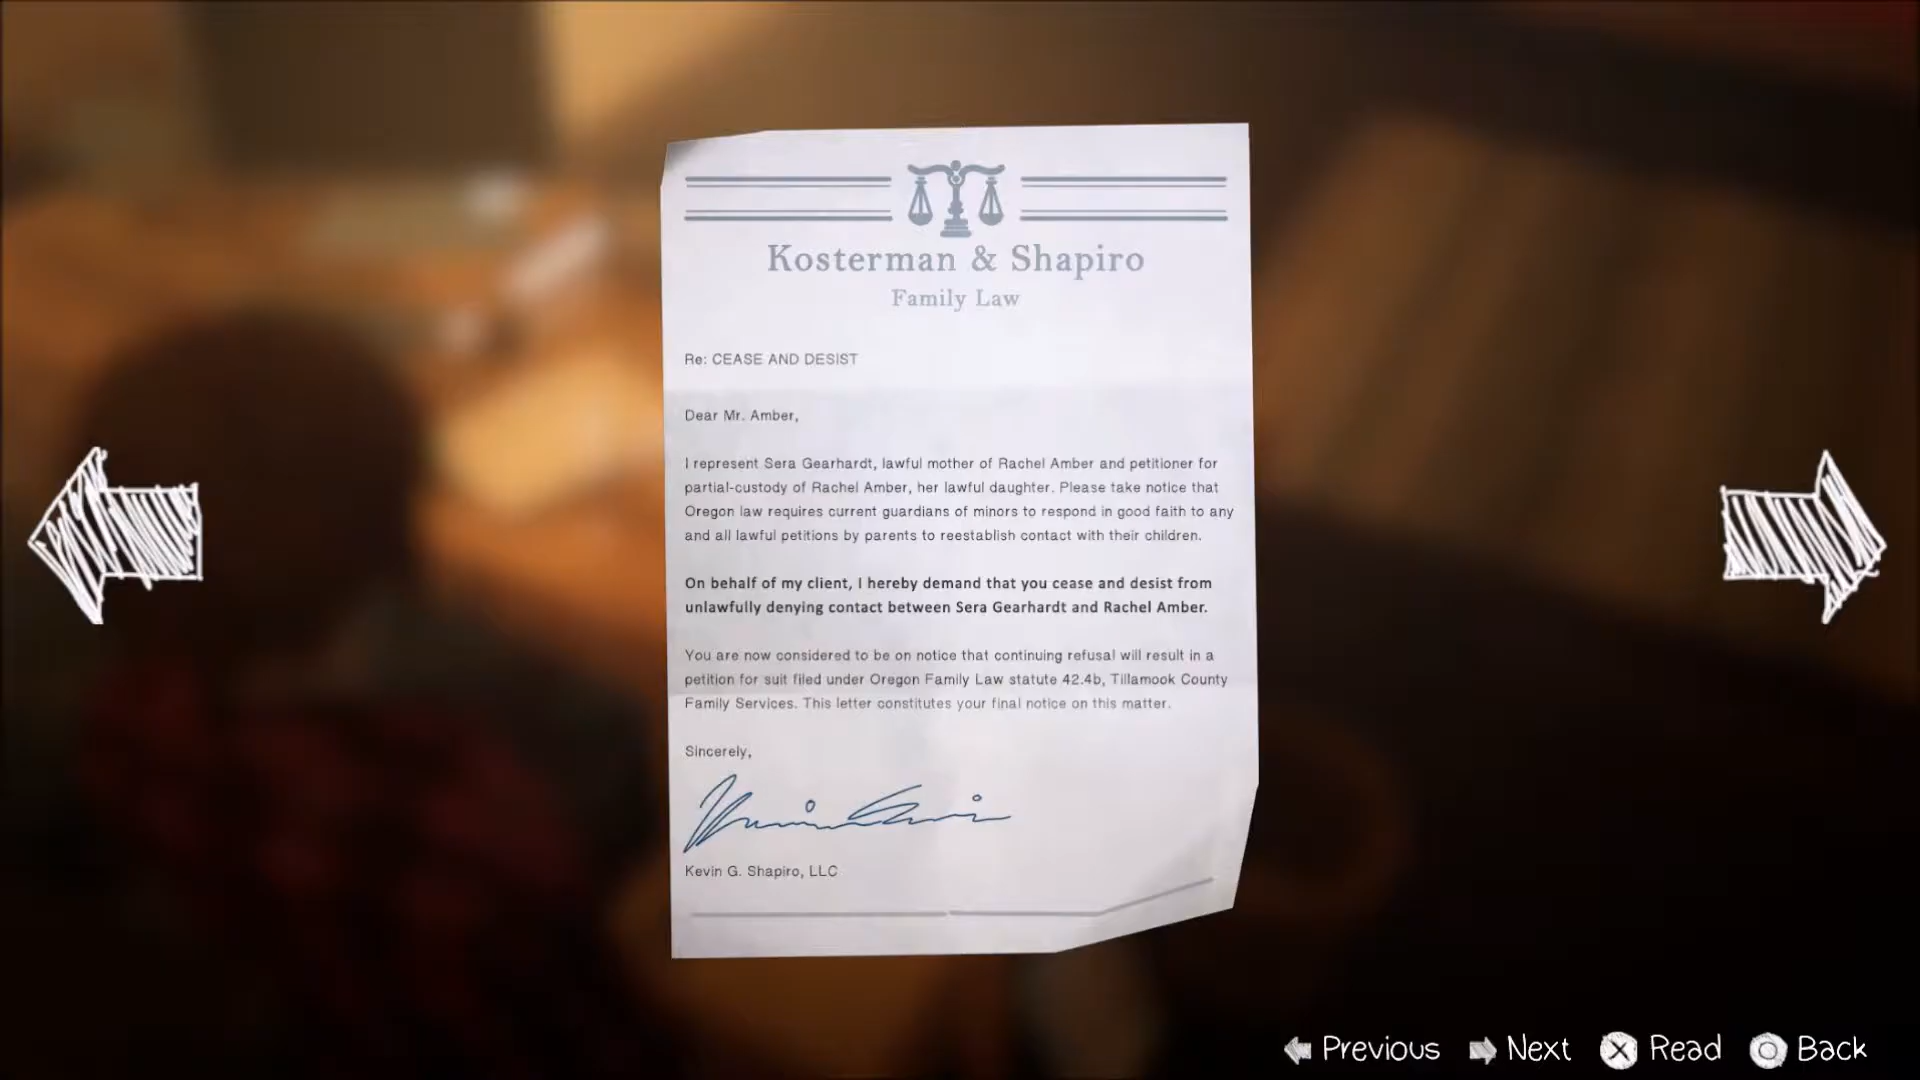 Kosterman & Shapiro
Family Law
Re: CEASE AND DESIST
Dear Mr. Amber,
I represent Sera Gearhardt, lawful mother of Rachel Amber and petitioner for
partial-custody of Rachel Amber, her lawful daughter. Please take notice that
Oregon law requires current guardians of minors to respond in good faith to any
and all lawful petitions by parents to reestablish contact with their children.
On behalf of my client, I hereby demand that you cease and desist from
unlawfully denying contact between Sera Gearhardt and Rachel Amber.
You are now considered to be on notice that continuing refusal will result in a
petition for suit filed under Oregon Family Law statute 42.4b, Tillamook County
Family Services. This letter constitutes your final notice on this matter.
Sincerely,
Kevin G. Shapiro, LLC
Previous Next Read Back